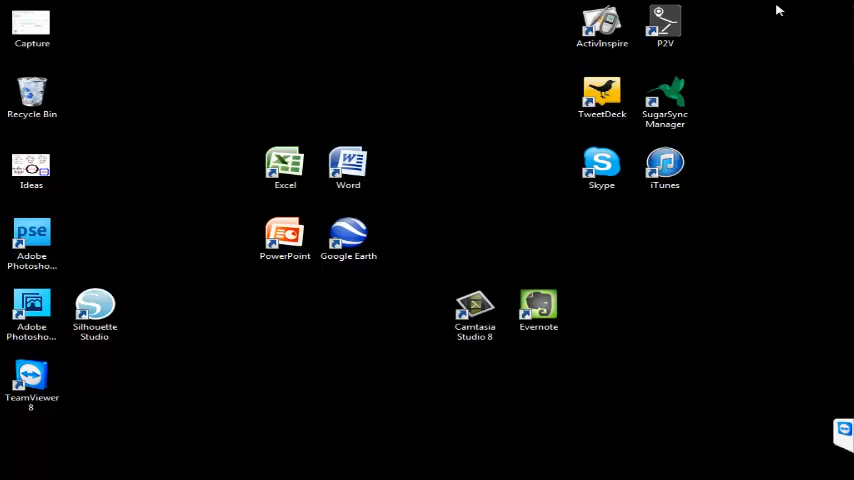 Capture
ActivInspire
P2V
Recycle Bin
TweetDeck
SugarSync
Manager
Ideas
Excel
Word
Skype
iTunes
pse
Adobe
Photosho...
PowerPoint
Google Earth
Adobe
Photosho...
Silhouette
Studio
Camtasia
Studio 8
Evernote
TeamViewer
8